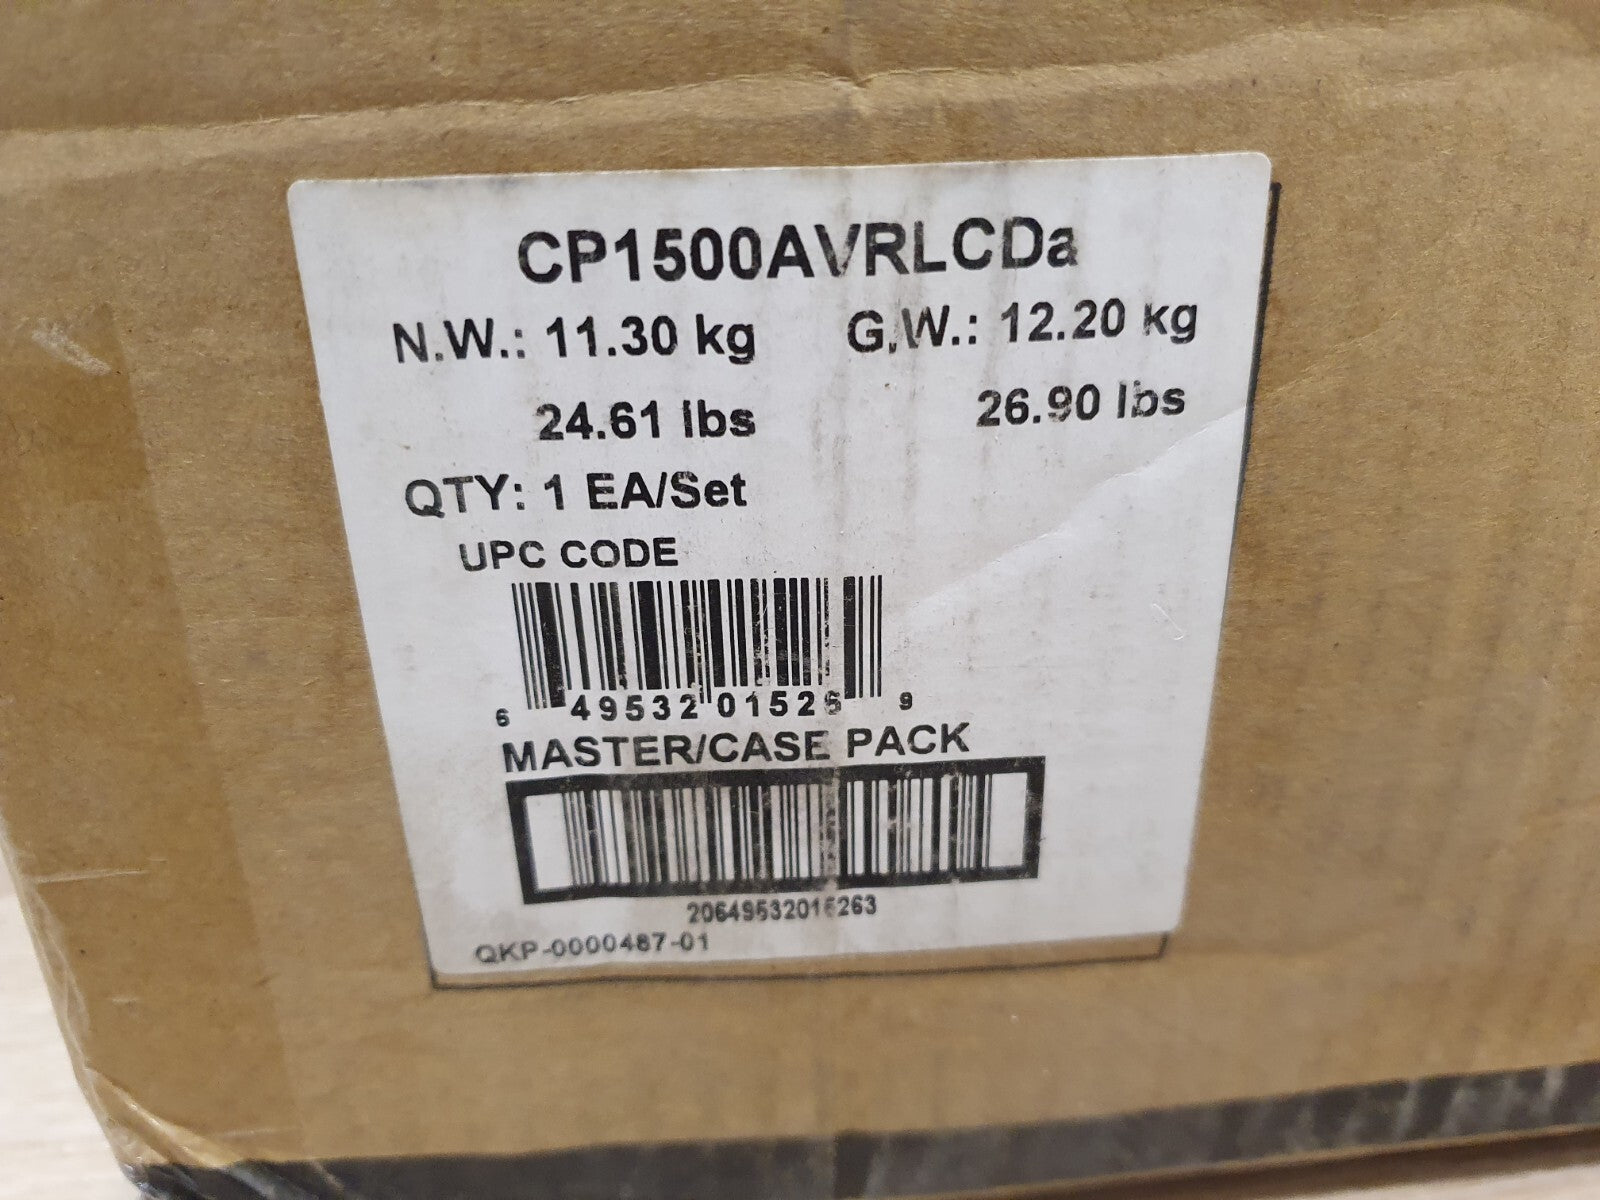 CP1500AVRLCDa
N.W.: 11.30 kg G.W.: 12.20 kg
24.61 lbs 26.90 lbs
QTY: 1 EA/Set
UPC CODE
6 49532 01526 9
MASTER/CASE PACK
20649532015263
QKP-0000487-01